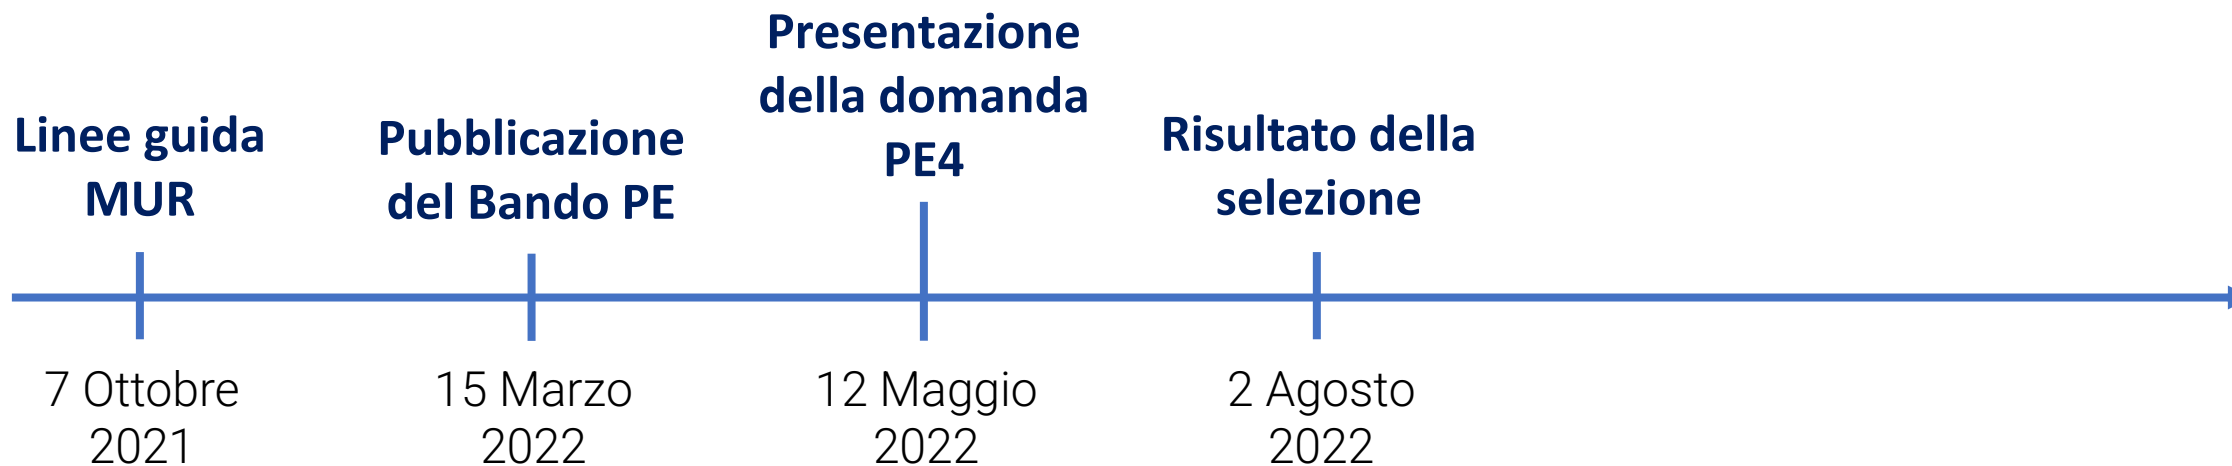 Linee guida
MUR
Pubblicazione
del Bando PE
Presentazione
della domanda
PE4
Risultato della
selezione
7 Ottobre
2021
15 Marzo
2022
12 Maggio
2022
2 Agosto
2022